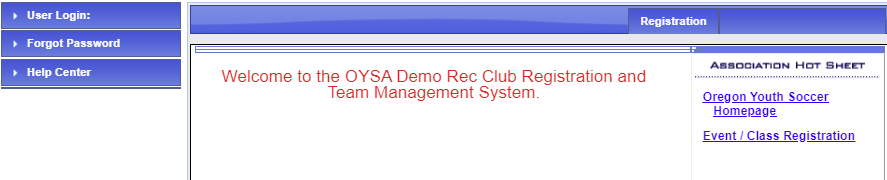 User Login:
Forgot Password
Help Center
Registration
Welcome to the OYSA Demo Rec Club Registration and
Team Management System.
Association Hot Sheet
Oregon Youth Soccer
Homepage
Event / Class Registration